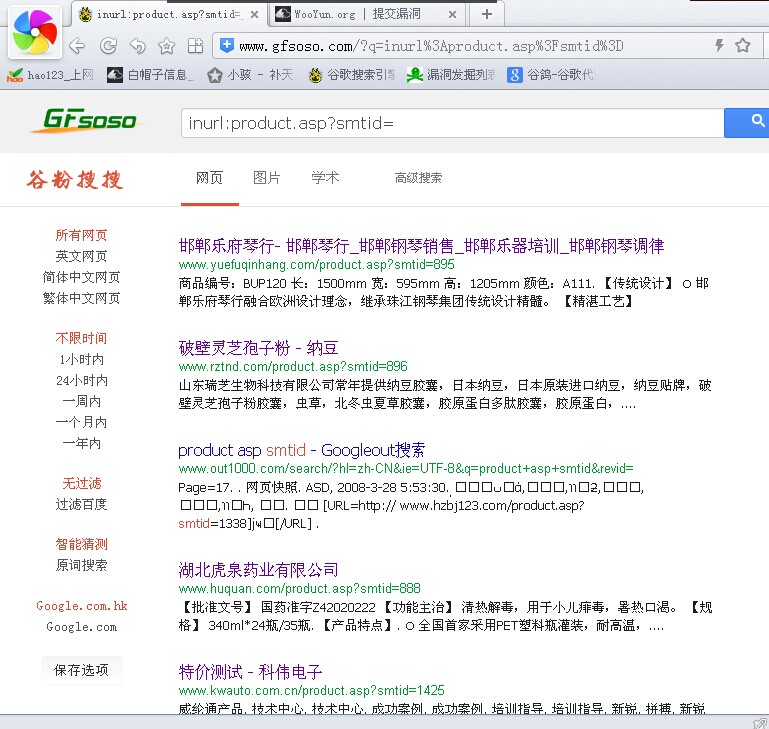 inurl:product.asp?smtid=_
WooYun.org | 提交漏洞
www.gfsoso.com/?q=inurl%3Aproduct.asp%3Fsmtid%3D
hao123_上网
白帽子信息_
小孩 - 补天
谷歌搜索引擎
漏洞发掘列表
谷鸽-谷歌代
GFsoso
inurl:product.asp?smtid=
谷粉搜搜
网页
图片
学术
高级搜索
所有网页
英文网页
简体中文网页
繁体中文网页
不限时间
1小时内
24小时内
一周内
一个月内
一年内
无过滤
过滤百度
智能猜测
原词搜索
Google.com.hk
Google.com
保存选项
邯郸乐府琴行- 邯郸琴行_邯郸钢琴销售_邯郸乐器培训_邯郸钢琴调律
www.yuefuqinhang.com/product.asp?smtid=895
商品编号：BUP120 长：1500mm 宽：595mm 高：1205mm 颜色：A111. 【传统设计】 O 邯
郸乐府琴行融合欧洲设计理念，继承珠江钢琴集团传统设计精髓。 【精湛工艺】
破壁灵芝孢子粉 - 纳豆
www.rztnd.com/product.asp?smtid=896
山东瑞芝生物科技有限公司常年提供纳豆胶囊，日本纳豆，日本原装进口纳豆，纳豆贴牌，破
壁灵芝孢子粉胶囊，虫草，北冬虫夏草胶囊，胶原蛋白多肽胶囊，胶原蛋白，....
product asp smtid - Googleout搜索
www.out1000.com/search/?hl=zh-CN&ie=UTF-8&q=product+asp+smtid&revid=
Page=17. . 网页快照. ASD, 2008-3-28 5:53:30.
[URL=http:// www.hzbj123.com/product.asp?
smtid=1338] [/URL] .
湖北虎泉药业有限公司
www.huquan.com/product.asp?smtid=888
【批准文号】 国药准字Z42020222 【功能主治】 清热解毒，用于小儿痱毒，暑热口渴。 【规
格】 340ml*24瓶/35瓶. 【产品特点】. O 全国首家采用PET塑料瓶灌装，耐高温，....
特价测试 - 科伟电子
www.kwauto.com.cn/product.asp?smtid=1425
威纶通产品, 技术中心, 技术中心, 成功案例, 成功案例, 培训指导, 培训指导, 新锐, 拼搏, 新锐